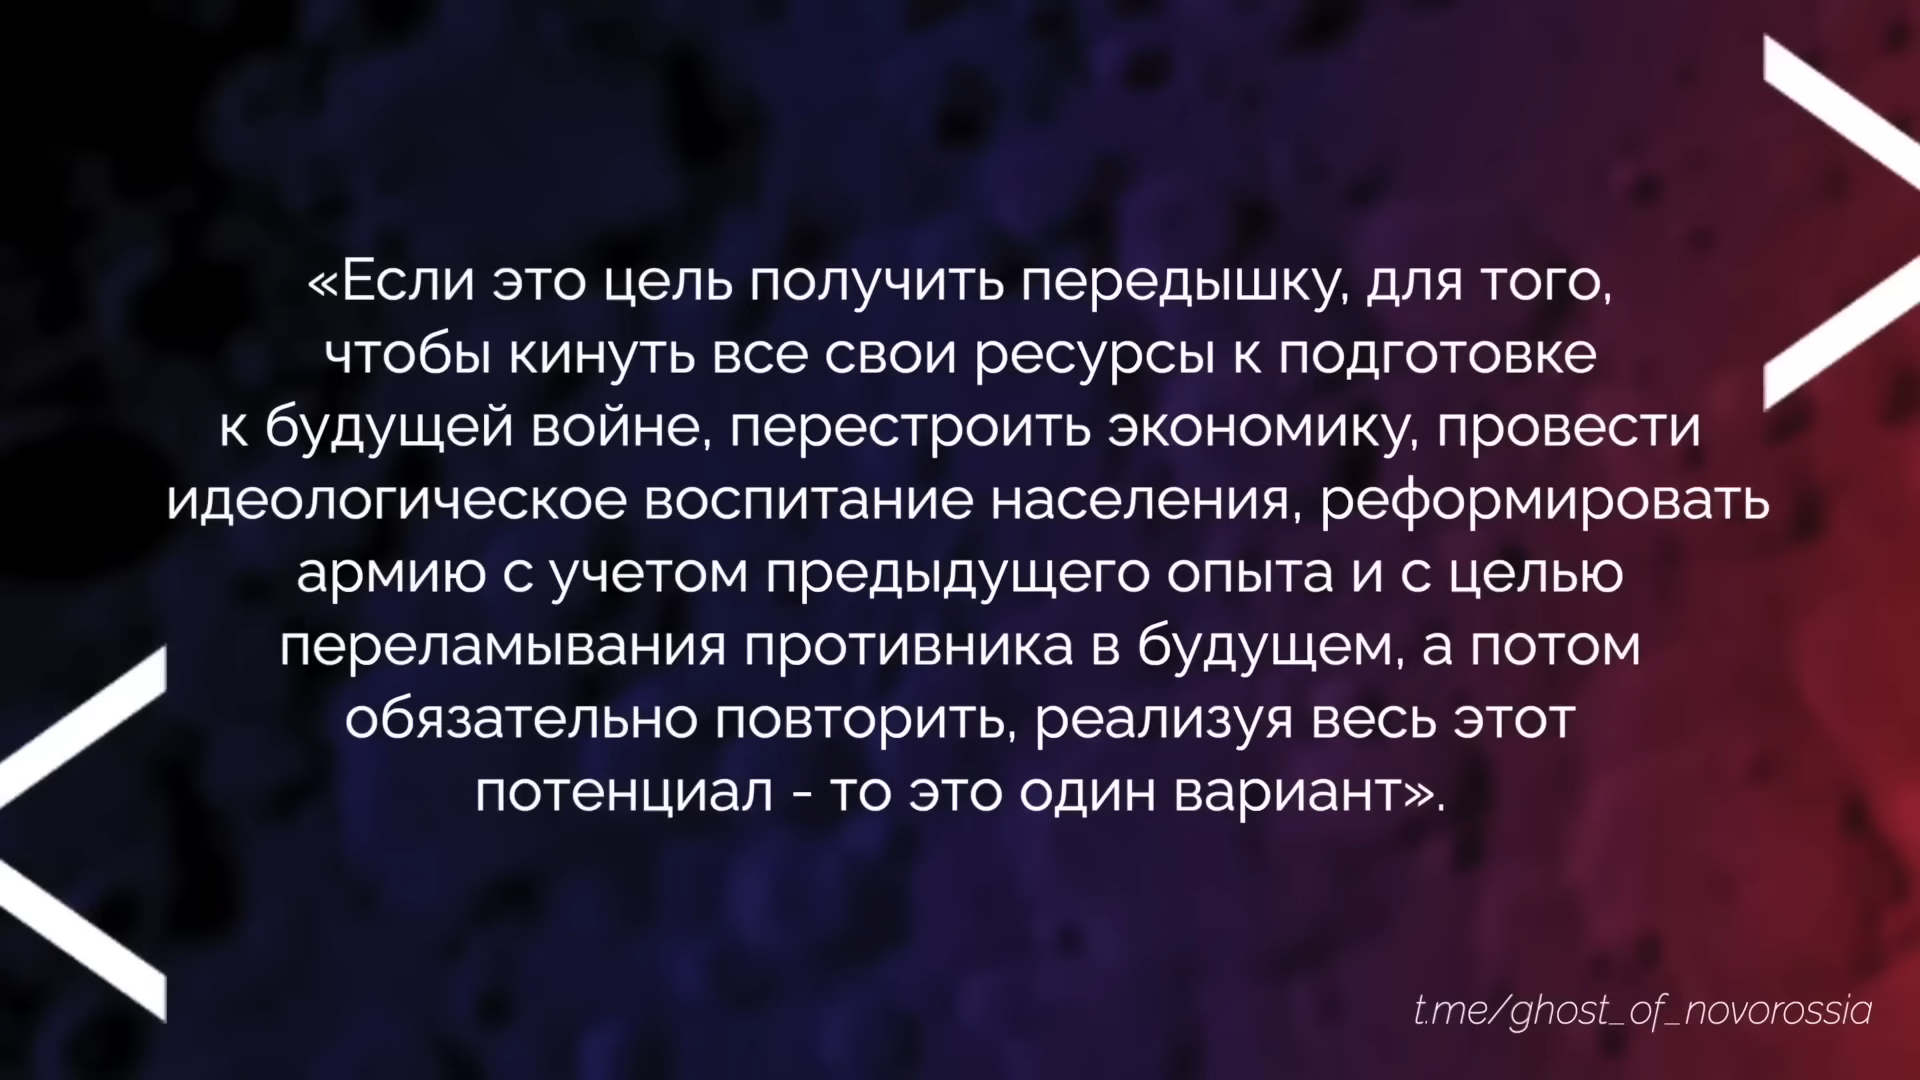 «Если это цель получить передышку, для того,
чтобы кинуть все свои ресурсы к подготовке
к будущей войне, перестроить экономику, провести
идеологическое воспитание населения, реформировать
армию с учетом предыдущего опыта и с целью
переламывания противника в будущем, а потом
обязательно повторить, реализуя весь этот
потенциал - то это один вариант».
t.me/ghost_of_novorossia